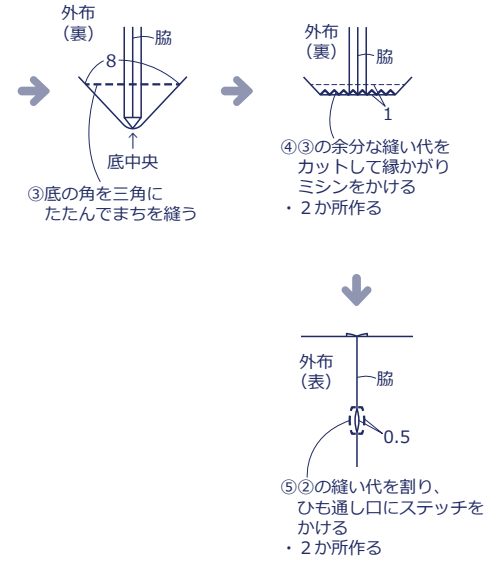 外布
（裏）
脇
8
底中央
③底の角を三角に
たたんでまちを縫う
外布
（裏）
脇
1
④③の余分な縫い代を
カットして縁かがり
ミシンをかける
・２か所作る
外布
（表）
脇
0.5
⑤②の縫い代を割り、
ひも通し口にステッチを
かける
・２か所作る